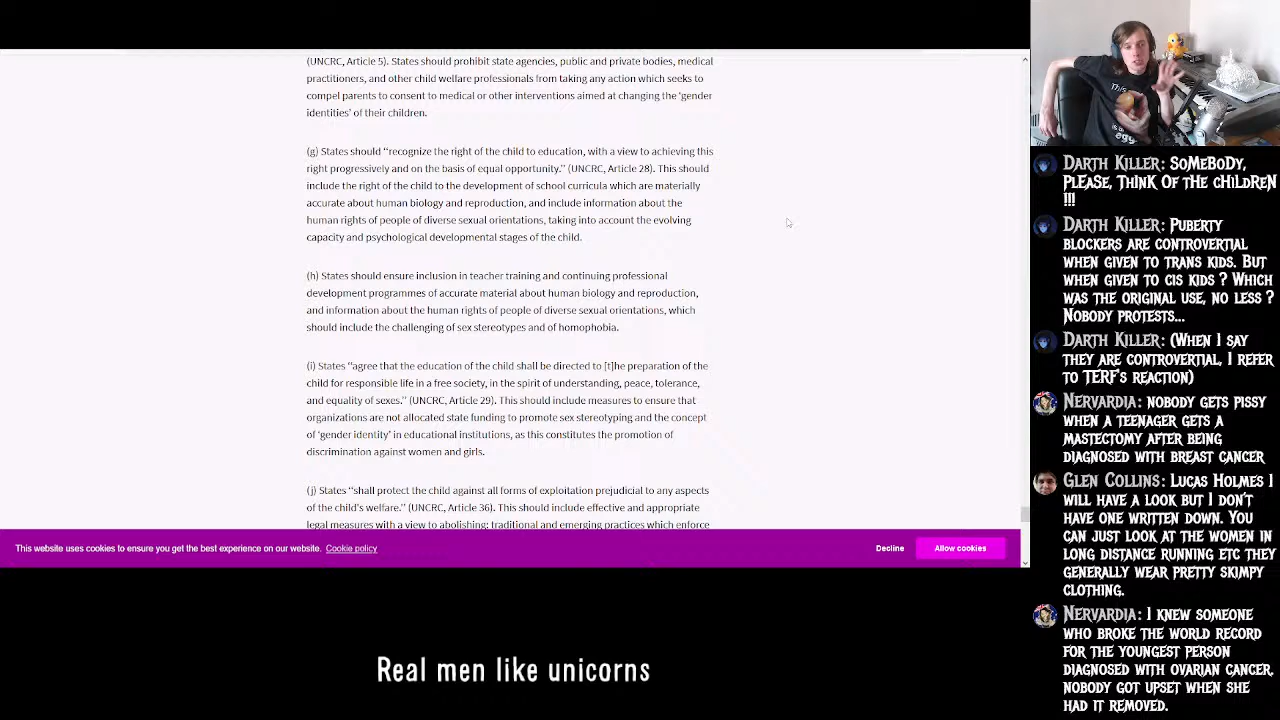 (UNCRC, Article 5). States should prohibit state agencies, public and private bodies, medical
practitioners, and other child welfare professionals from taking any action which seeks to
compel parents to consent to medical or other interventions aimed at changing the ‘gender
identities’ of their children.
(g) States should “recognize the right of the child to education, with a view to achieving this
right progressively and on the basis of equal opportunity.” (UNCRC, Article 28). This should
include the right of the child to the development of school curricula which are materially
accurate about human biology and reproduction, and include information about the
human rights of people of diverse sexual orientations, taking into account the evolving
capacity and psychological developmental stages of the child.
(h) States should ensure inclusion in teacher training and continuing professional
development programmes of accurate material about human biology and reproduction,
and information about the human rights of people of diverse sexual orientations, which
should include the challenging of sex stereotypes and of homophobia.
(i) States “agree that the education of the child shall be directed to [t]he preparation of the
child for responsible life in a free society, in the spirit of understanding, peace, tolerance,
and equality of sexes.” (UNCRC, Article 29). This should include measures to ensure that
organizations are not allocated state funding to promote sex stereotyping and the concept
of ‘gender identity’ in educational institutions, as this constitutes the promotion of
discrimination against women and girls.
(j) States “shall protect the child against all forms of exploitation prejudicial to any aspects
of the child’s welfare.” (UNCRC, Article 36). This should include effective and appropriate
legal measures with a view to abolishing: traditional and emerging practices which enforce
This website uses cookies to ensure you get the best experience on our website. Cookie policy
Decline
Allow cookies
Real men like unicorns
This
egg
Darth Killer: SoMeBoDy,
PLEaSe, ThiNK Of tHe cHiLdReN
!!!
Darth Killer: Puberty
blockers are controvertial
when given to trans kids. But
when given to cis kids ? Which
was the original use, no less ?
Nobody protests...
Darth Killer: (When I say
they are controvertial, I refer
to TERF's reaction)
Nervardia: nobody gets pissy
when a teenager gets a
mastectomy after being
diagnosed with breast cancer
Glen Collins: Lucas Holmes I
will have a look but I don't
have one written down. You
can just look at the women in
long distance running etc they
generally wear pretty skimpy
clothing.
Nervardia: I knew someone
who broke the world record
for the youngest person
diagnosed with ovarian cancer,
nobody got upset when she
had it removed.